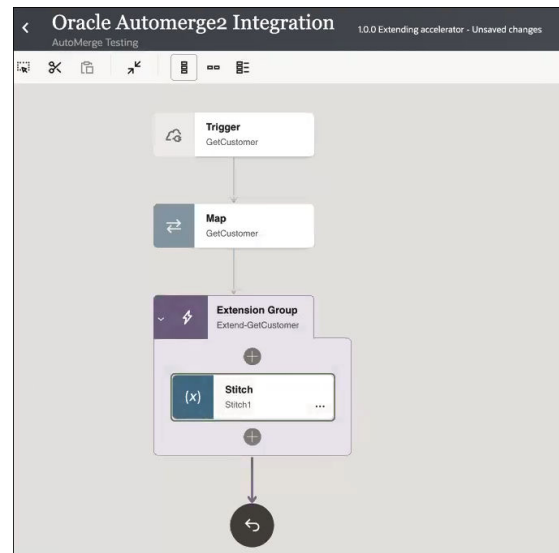 Oracle Automerge2 Integration
1.0.0 Extending accelerator - Unsaved changes
AutoMerge Testing
Trigger
GetCustomer
Map
GetCustomer
Extension Group
Extend-GetCustomer
(x)
Stitch
Stitch1
...